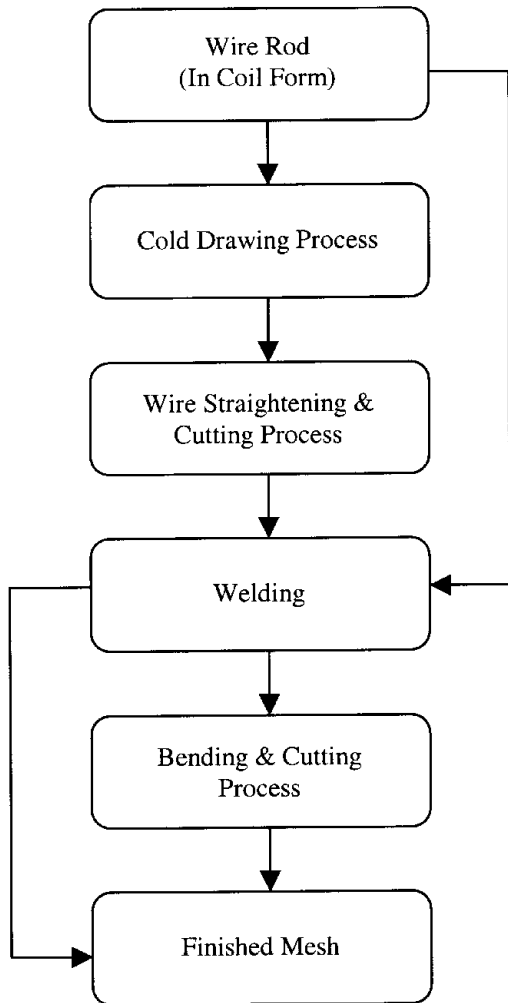 Wire Rod
(In Coil Form)
Cold Drawing Process
Wire Straightening &
Cutting Process
Welding
Bending & Cutting
Process
Finished Mesh